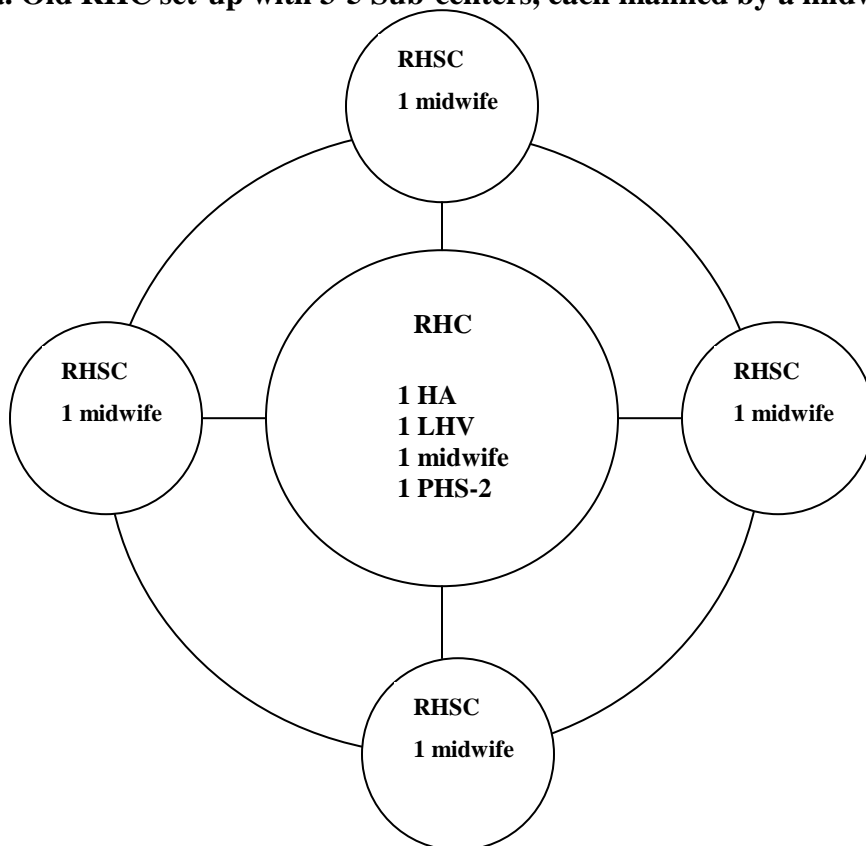 Old RHC set-up with 3-5 Sub-centers, each manned by a
RHSC
1 midwife
RHC
1 HA
1 LHV
1 midwife
1 PHS-2
RHSC
1 midwife
RHSC
1 midwife
RHSC
1 midwife